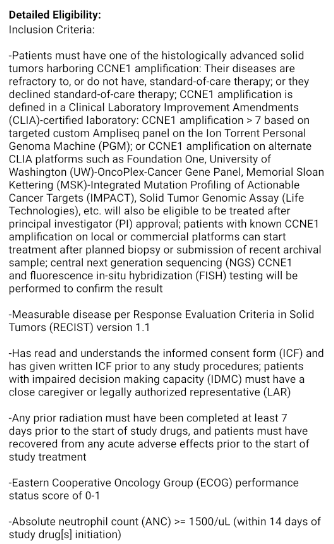 Detailed Eligibility:
Inclusion Criteria:
-Patients must have one of the histologically advanced solid
tumors harboring CCNE1 amplification: Their diseases are
refractory to, or do not have, standard-of-care therapy; or they
declined standard-of-care therapy; CCNE1 amplification is
defined in a Clinical Laboratory Improvement Amendments
(CLIA)-certified laboratory: CCNE1 amplification > 7 based on
targeted custom Ampliseq panel on the Ion Torrent Personal
Genoma Machine (PGM); or CCNE1 amplification on alternate
CLIA platforms such as Foundation One, University of
Washington (UW)-OncoPlex-Cancer Gene Panel, Memorial Sloan
Kettering (MSK)-Integrated Mutation Profiling of Actionable
Cancer Targets (IMPACT), Solid Tumor Genomic Assay (Life
Technologies), etc. will also be eligible to be treated after
principal investigator (PI) approval; patients with known CCNE1
amplification on local or commercial platforms can start
treatment after planned biopsy or submission of recent archival
sample; central next generation sequencing (NGS) CCNE1
and fluorescence in-situ hybridization (FISH) testing will be
performed to confirm the result
-Measurable disease per Response Evaluation Criteria in Solid
Tumors (RECIST) version 1.1
-Has read and understands the informed consent form (ICF) and
has given written ICF prior to any study procedures; patients
with impaired decision making capacity (IDMC) must have a
close caregiver or legally authorized representative (LAR)
-Any prior radiation must have been completed at least 7
days prior to the start of study drugs, and patients must have
recovered from any acute adverse effects prior to the start of
study treatment
-Eastern Cooperative Oncology Group (ECOG) performance
status score of 0-1
-Absolute neutrophil count (ANC) >= 1500/uL (within 14 days of
study drug[s] initiation)